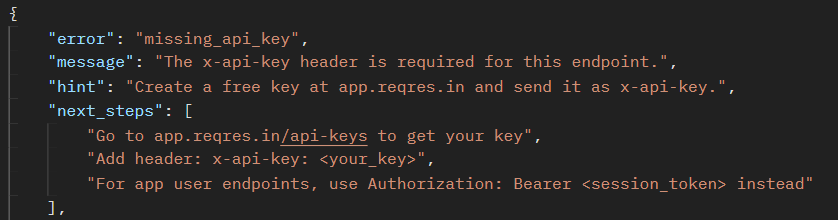 {
"error": "missing_api_key",
"message": "The x-api-key header is required for this endpoint.",
"hint": "Create a free key at app.reqres.in and send it as x-api-key.",
"next_steps": [
"Go to app.reqres.in/api-keys to get your key",
"Add header: x-api-key: <your_key>",
"For app user endpoints, use Authorization: Bearer <session_token> instead"
],